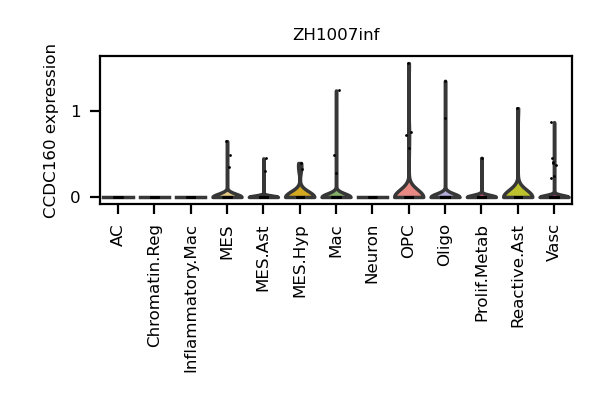 ZH1007inf
CCDC160 expression
1
0
AC
Chromatin.Reg
Inflammatory.Mac
MES
MES.Ast
MES.Hyp
Mac
Neuron
OPC
Oligo
Prolif.Metab
Reactive.Ast
Vasc